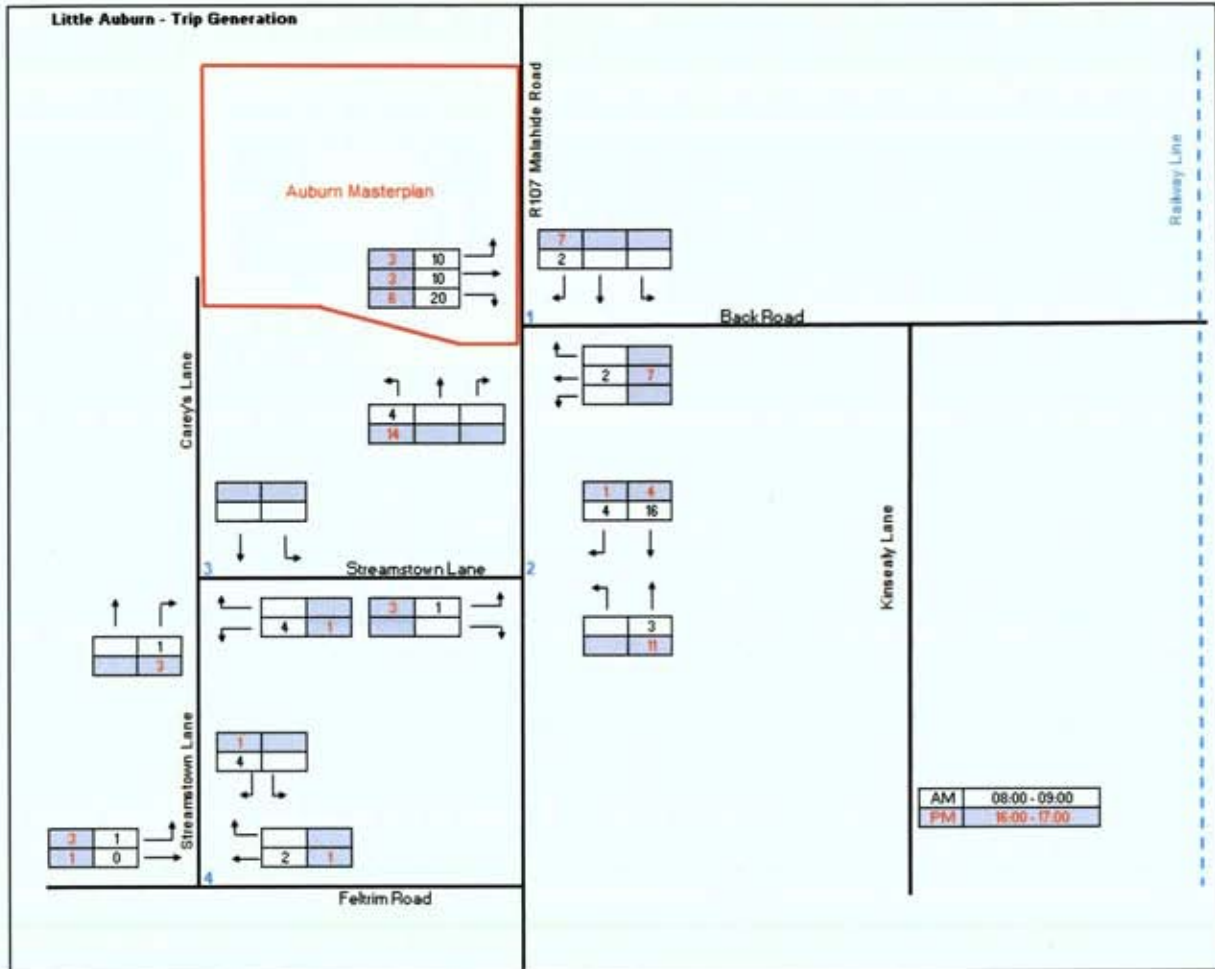 Little Auburn - Trip Generation
R107 Malahide Road
Railway Line
Auburn Masterplan
7
2
3 10
3 10
6 20
1
Back Road
2 7
Carey's Lane
4
14
1 4
4 16
Kinsealy Lane
3
Streamstown Lane
2
4 1
3 1
3
11
1
3
Streamstown Lane
1
4
AM 08:00 - 09:00
PM 16:00 - 17:00
3 1
1 0
2 1
4
Feltrim Road